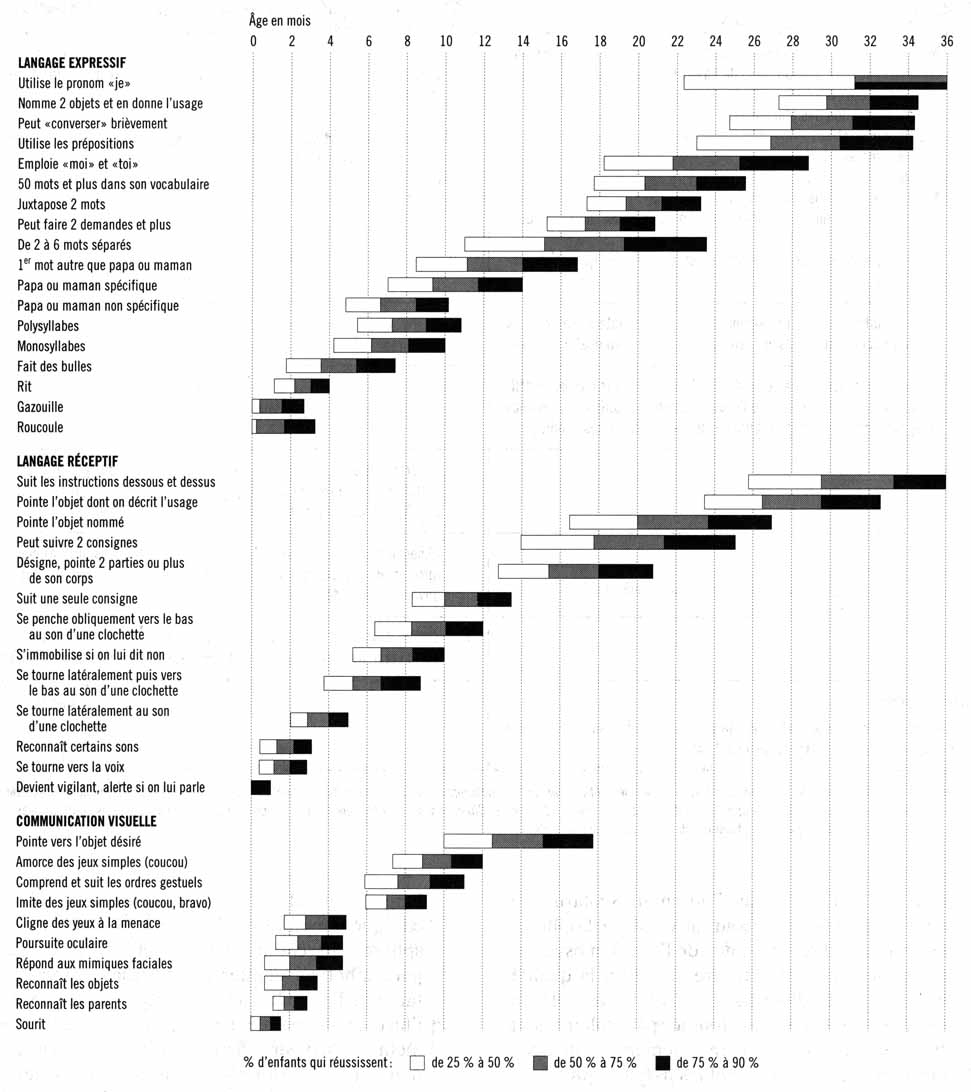 Âge en mois
0 2 4 6 8 10 12 14 16 18 20 22 24 26 28 30 32 34 36
LANGAGE EXPRESSIF
Utilise le pronom «je»
Nomme 2 objets et en donne l'usage
Peut «converser» brièvement
Utilise les prépositions
Emploie «moi» et «toi»
50 mots et plus dans son vocabulaire
Juxtapose 2 mots
Peut faire 2 demandes et plus
De 2 à 6 mots séparés
1er mot autre que papa ou maman
Papa ou maman spécifique
Papa ou maman non spécifique
Polysyllabes
Monosyllabes
Fait des bulles
Rit
Gazouille
Roucoule
LANGAGE RÉCEPTIF
Suit les instructions dessous et dessus
Pointe l'objet dont on décrit l'usage
Pointe l'objet nommé
Peut suivre 2 consignes
Désigne, pointe 2 parties ou plus
de son corps
Suit une seule consigne
Se penche obliquement vers le bas
au son d'une clochette
S'immobilise si on lui dit non
Se tourne latéralement puis vers
le bas au son d'une clochette
Se tourne latéralement au son
d'une clochette
Reconnaît certains sons
Se tourne vers la voix
Devient vigilant, alerte si on lui parle
COMMUNICATION VISUELLE
Pointe vers l'objet désiré
Amorce des jeux simples (coucou)
Comprend et suit les ordres gestuels
Imite des jeux simples (coucou, bravo)
Cligne des yeux à la menace
Poursuite oculaire
Répond aux mimiques faciales
Reconnaît les objets
Reconnaît les parents
Sourit
% d'enfants qui réussissent : de 25 % à 50 % de 50 % à 75 % de 75 % à 90 %